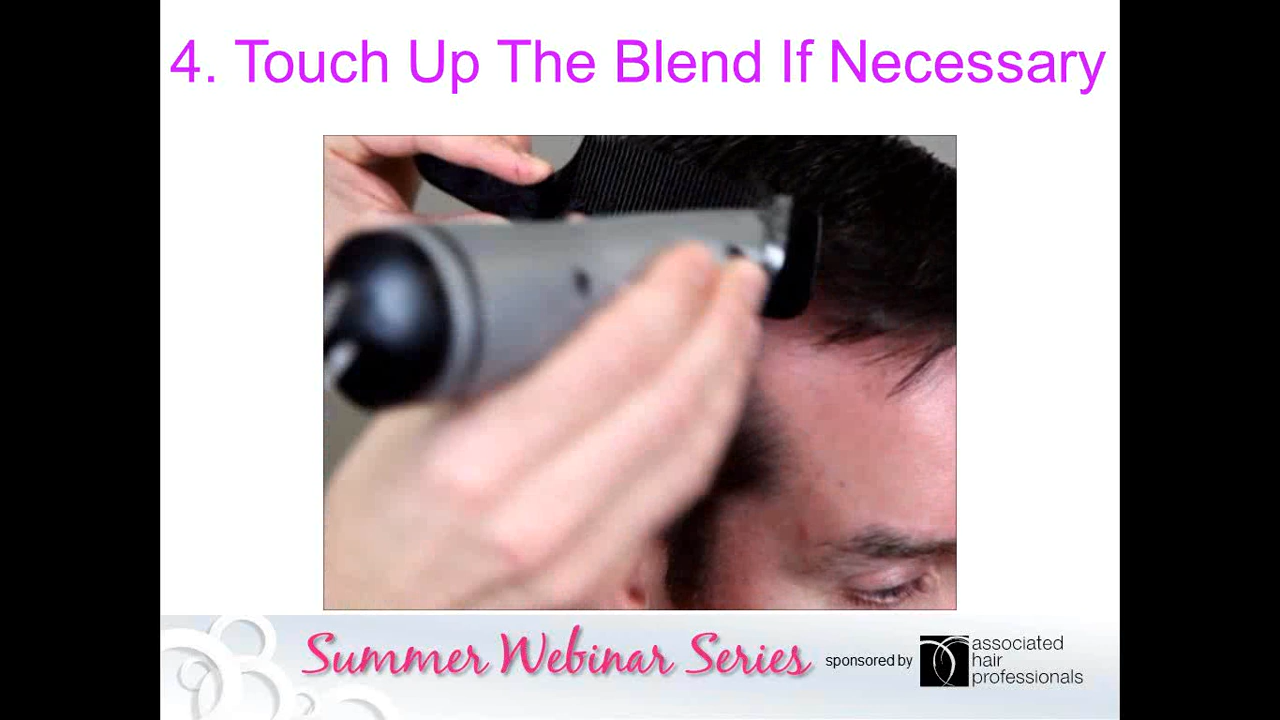 4. Touch Up The Blend If Necessary
Summer Webinar Series
sponsored by
associated
hair
professionals